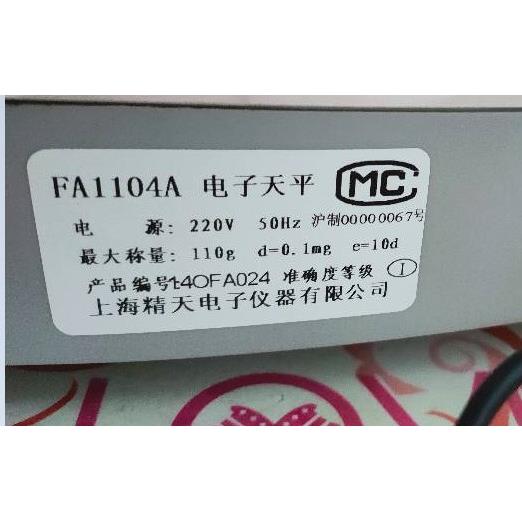 FA1104A 电子天平 MC
电 源: 220V 50Hz 沪制00000067号
最大称量: 110g d=0.1mg e=10d
产品编号:14OFA024 准确度等级 Ⅰ
上海精天电子仪器有限公司